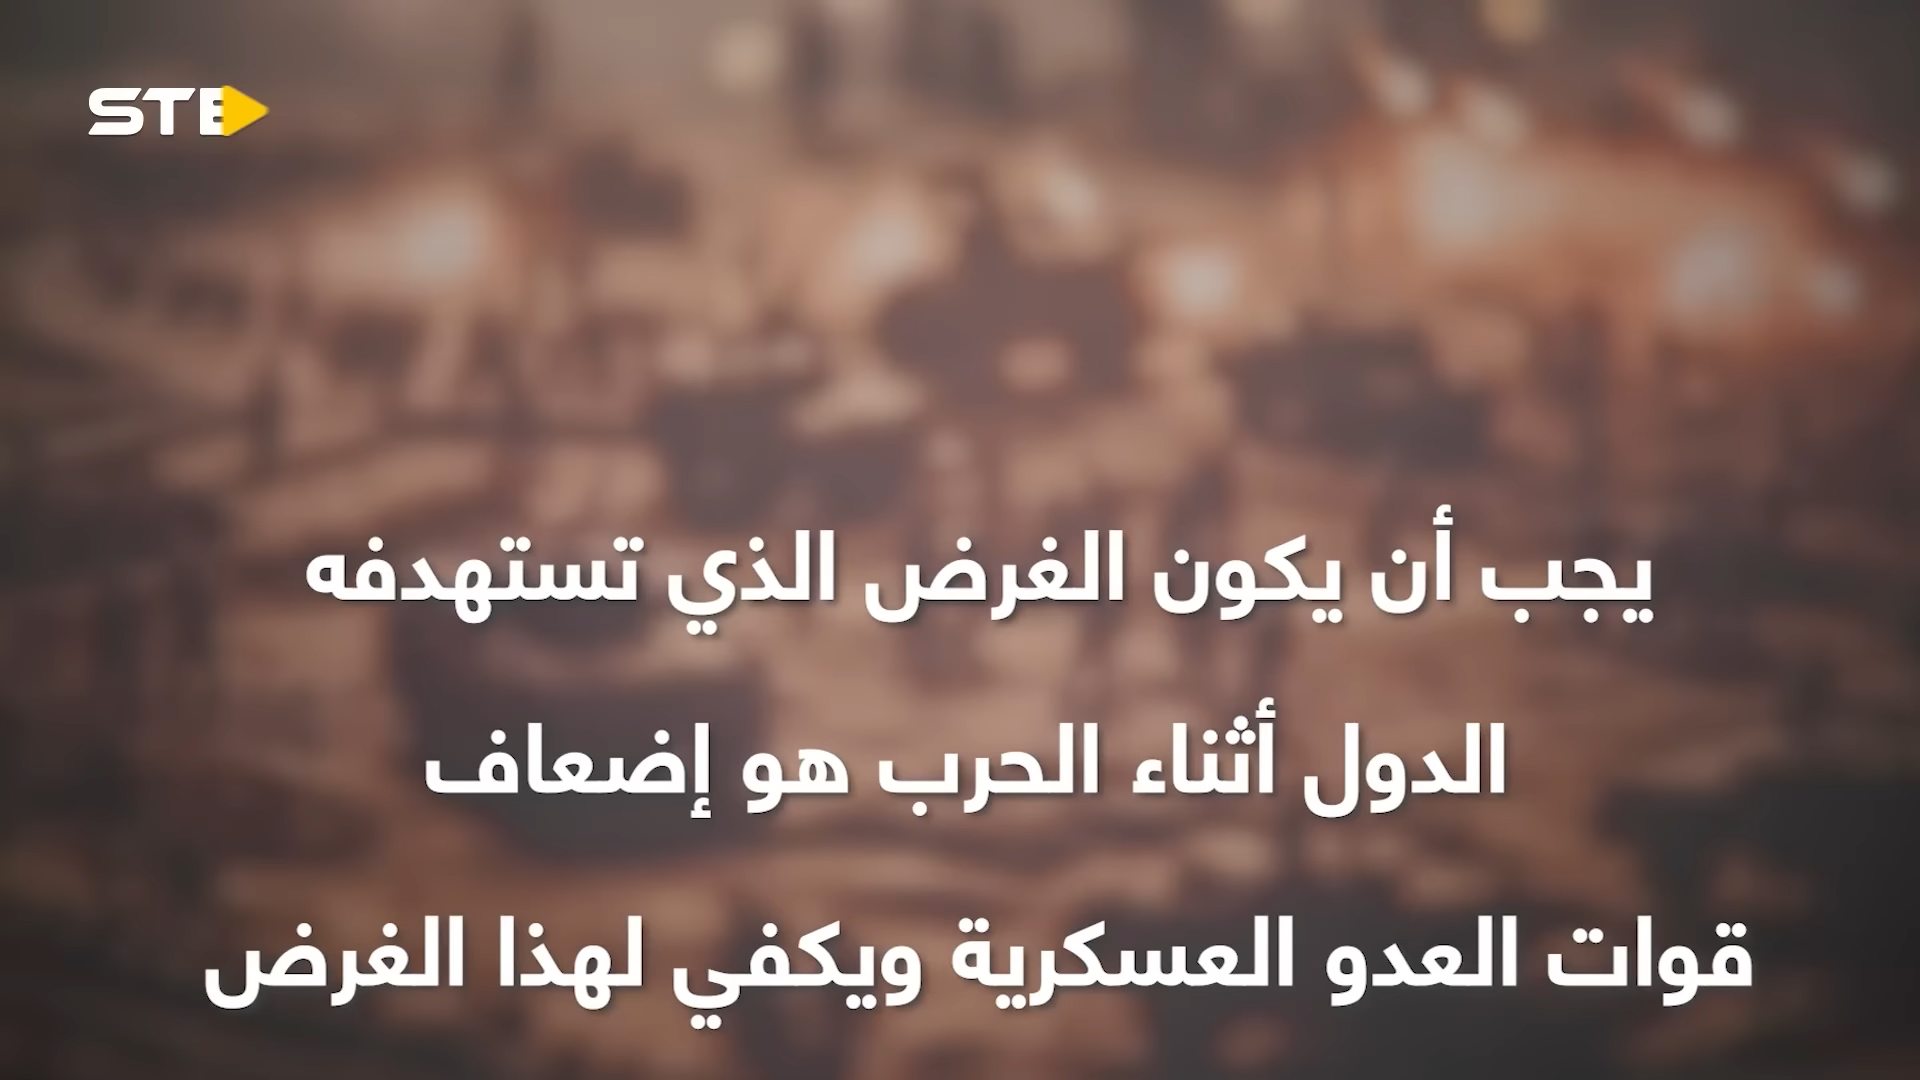 STE
يجب أن يكون الغرض الذي تستهدفه
الدول أثناء الحرب هو إضعاف
قوات العدو العسكرية ويكفي لهذا الغرض